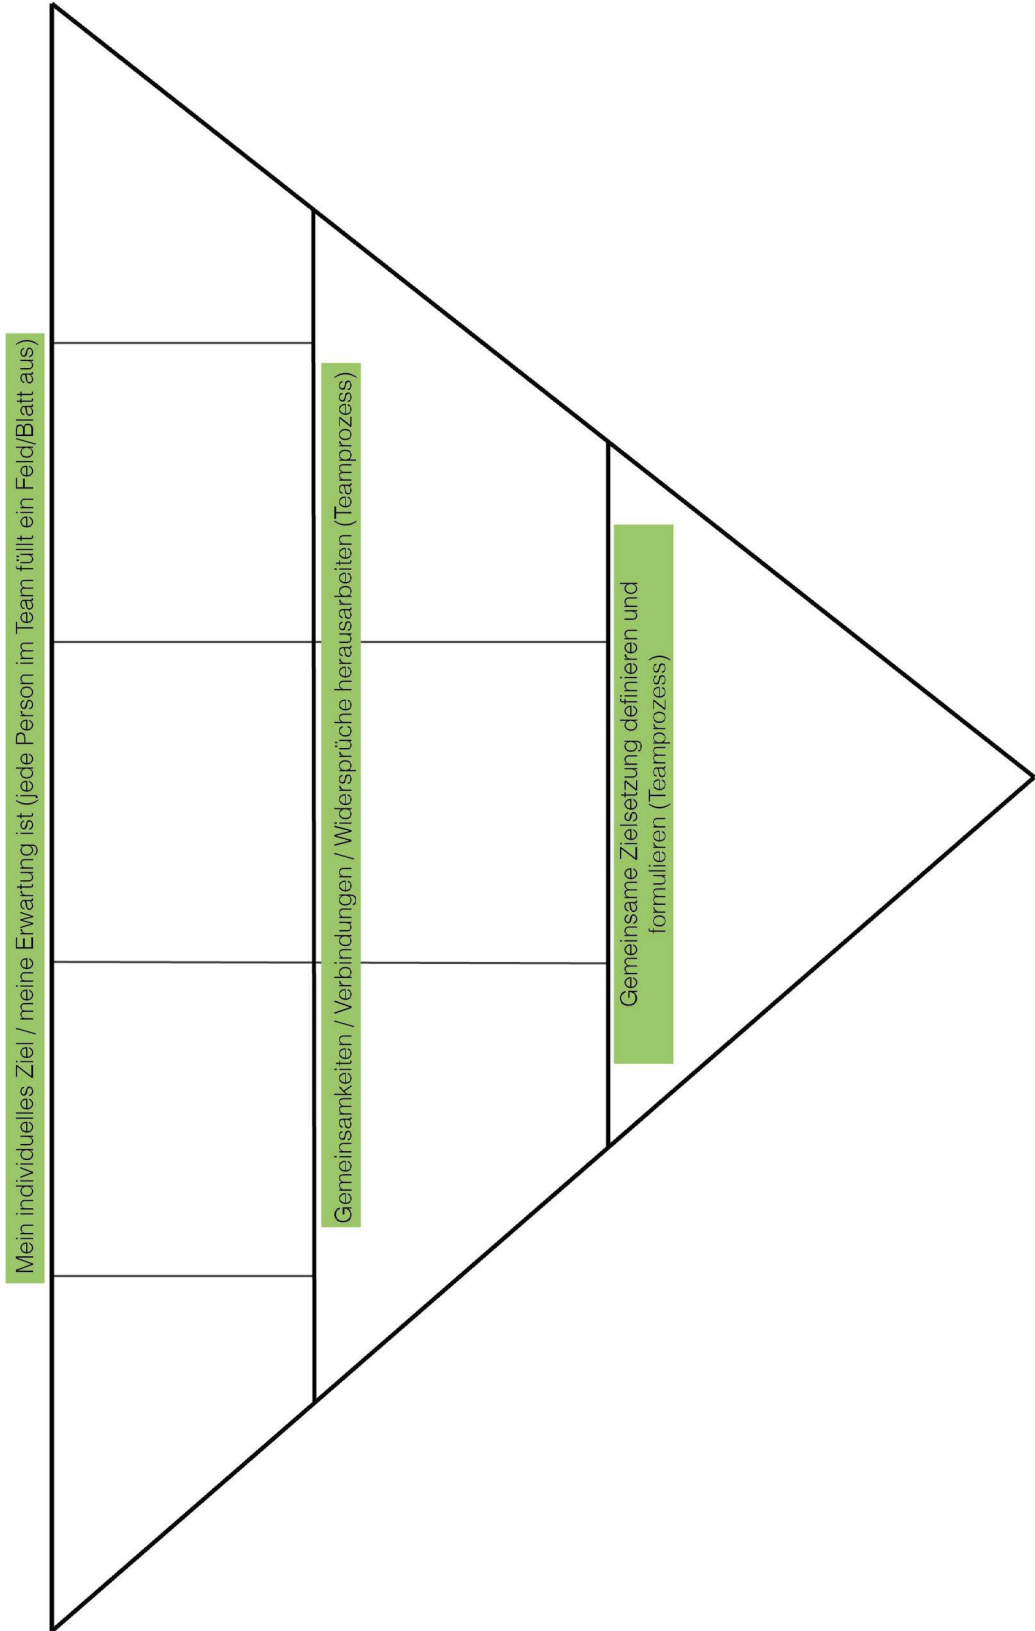 Mein individuelles Ziel / meine Erwartung ist (jede Person im Team füllt ein Feld/Blatt aus)
Gemeinsamkeiten / Verbindungen / Widersprüche herausarbeiten (Teamprozess)
Gemeinsame Zielsetzung definieren und
formulieren (Teamprozess)